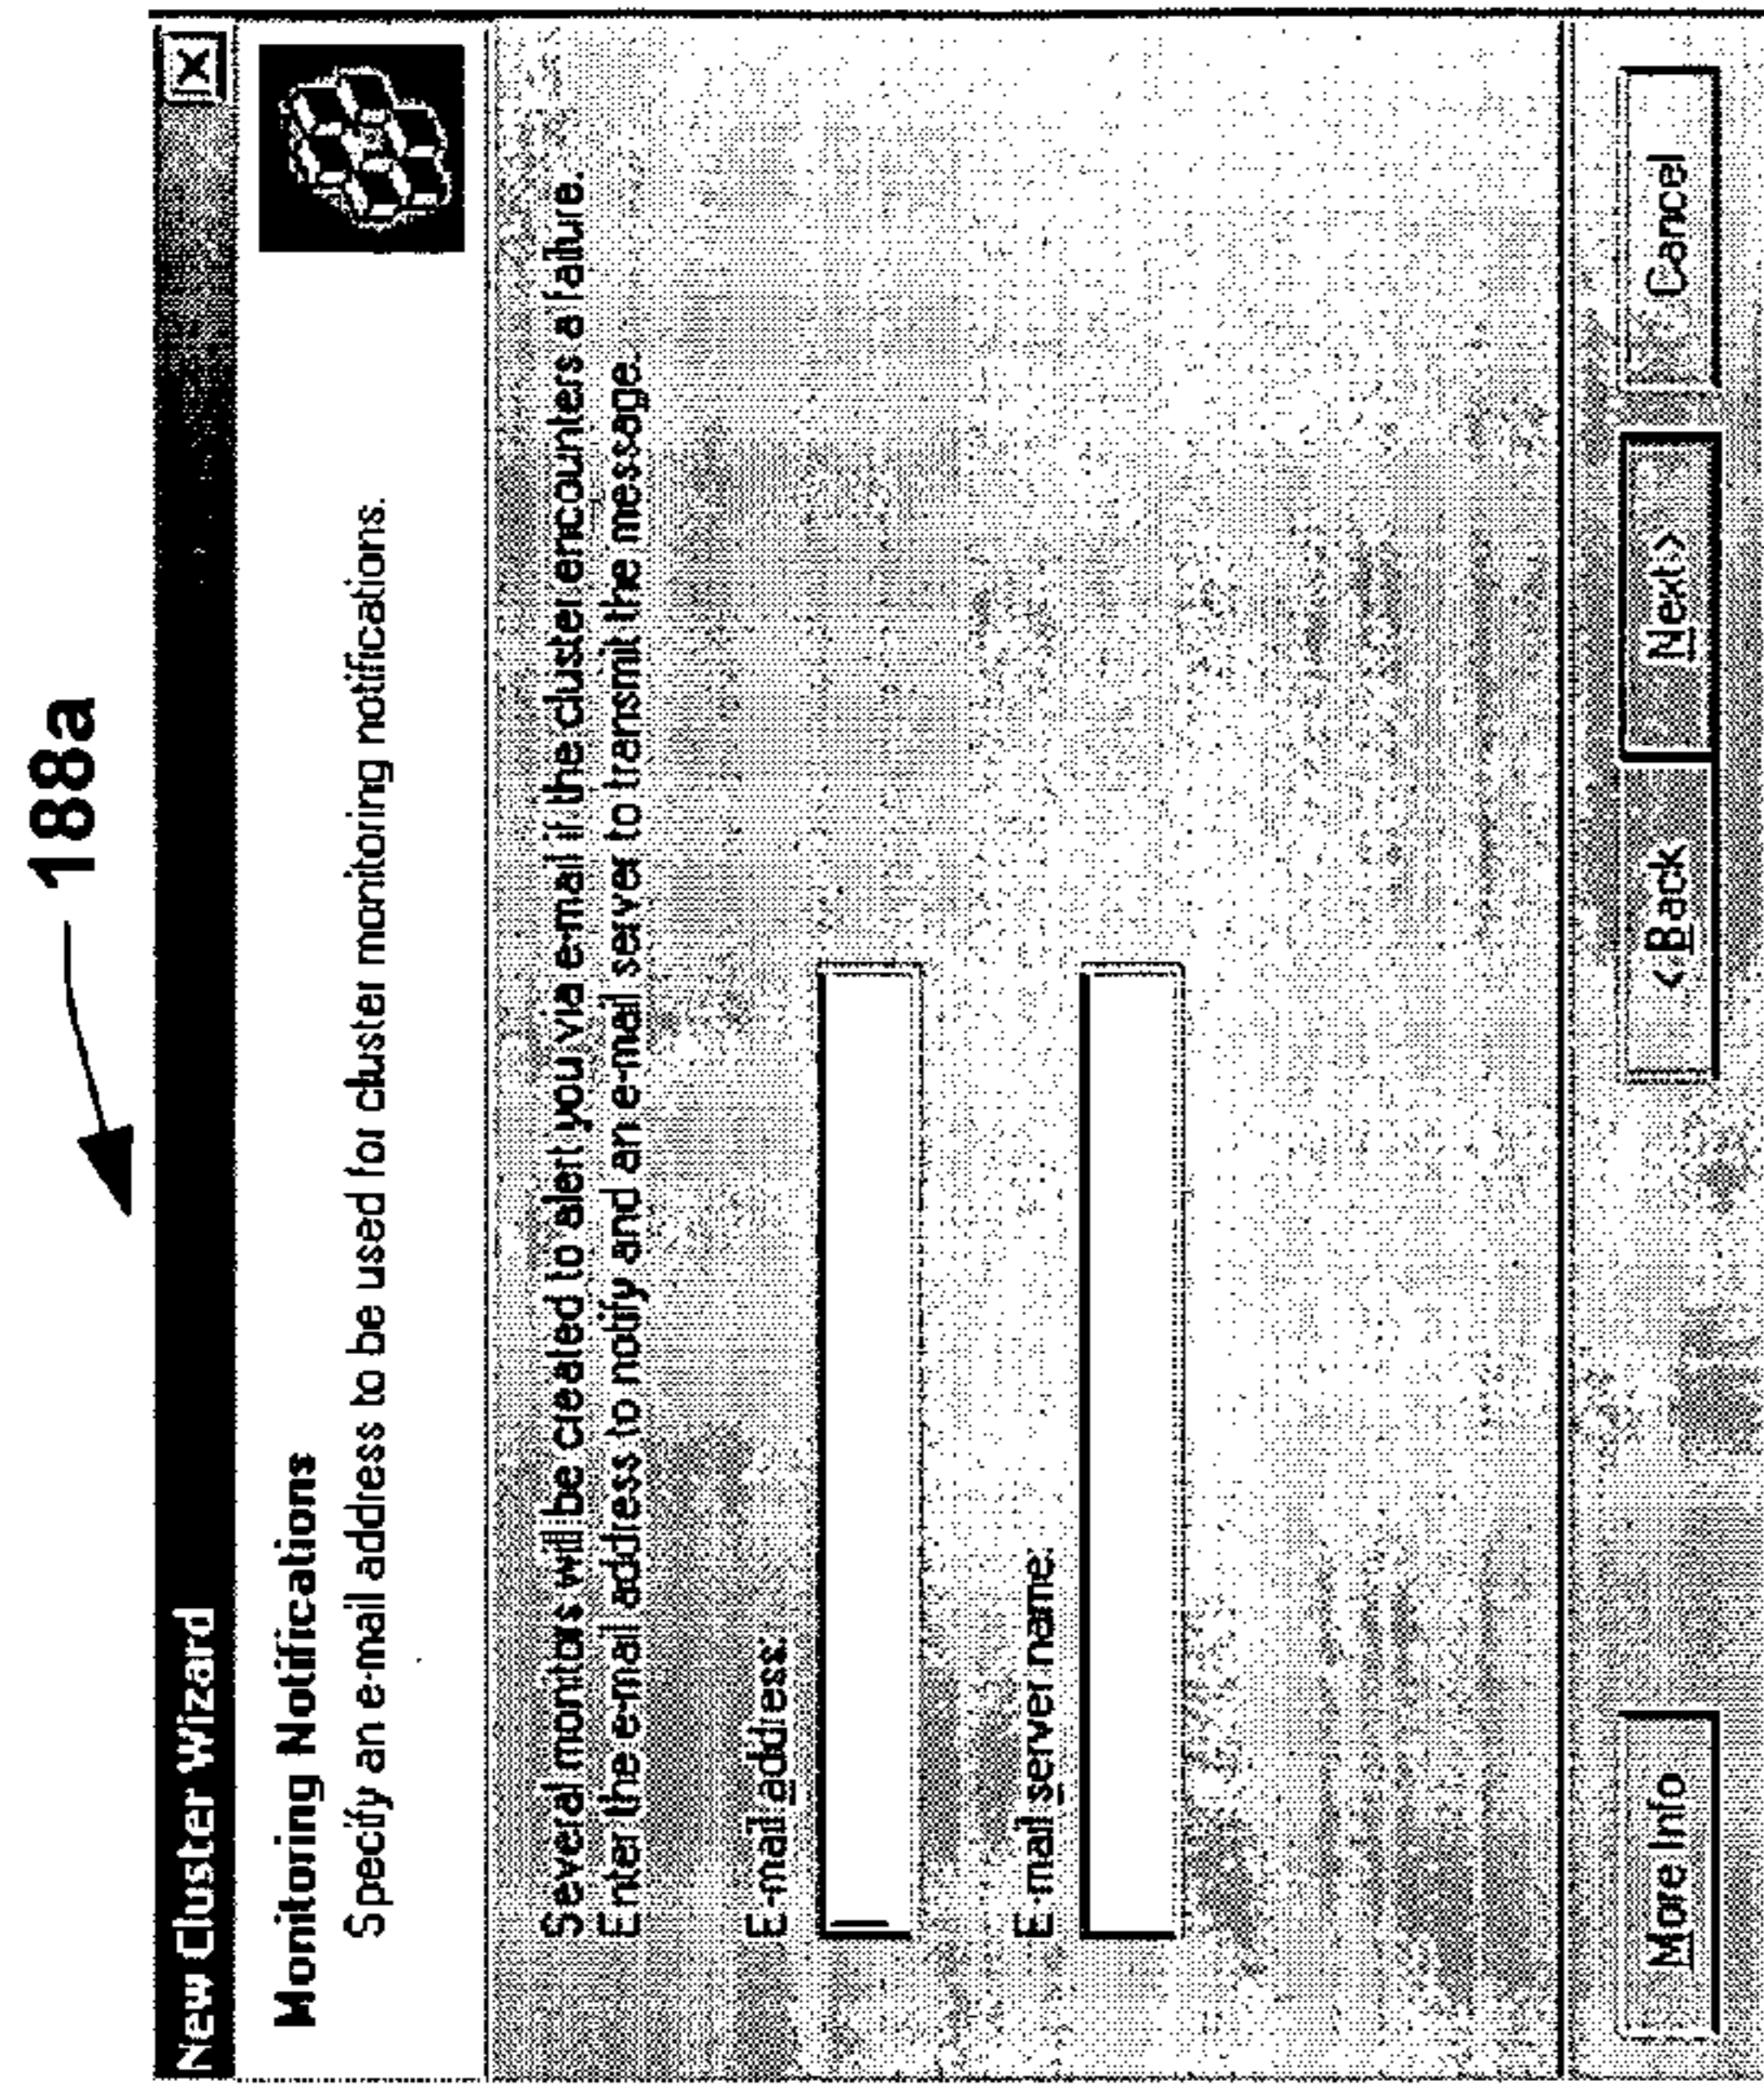 188a
New Cluster Wizard
Monitoring Notifications
Specify an e-mail address to be used for cluster monitoring notifications.
Several monitors will be created to alert you via e-mail if the cluster encounters a failure.
Enter the e-mail address to notify and an e-mail server to transmit the message.
E-mail address:
E-mail server name:
More Info
< Back
Next >
Cancel